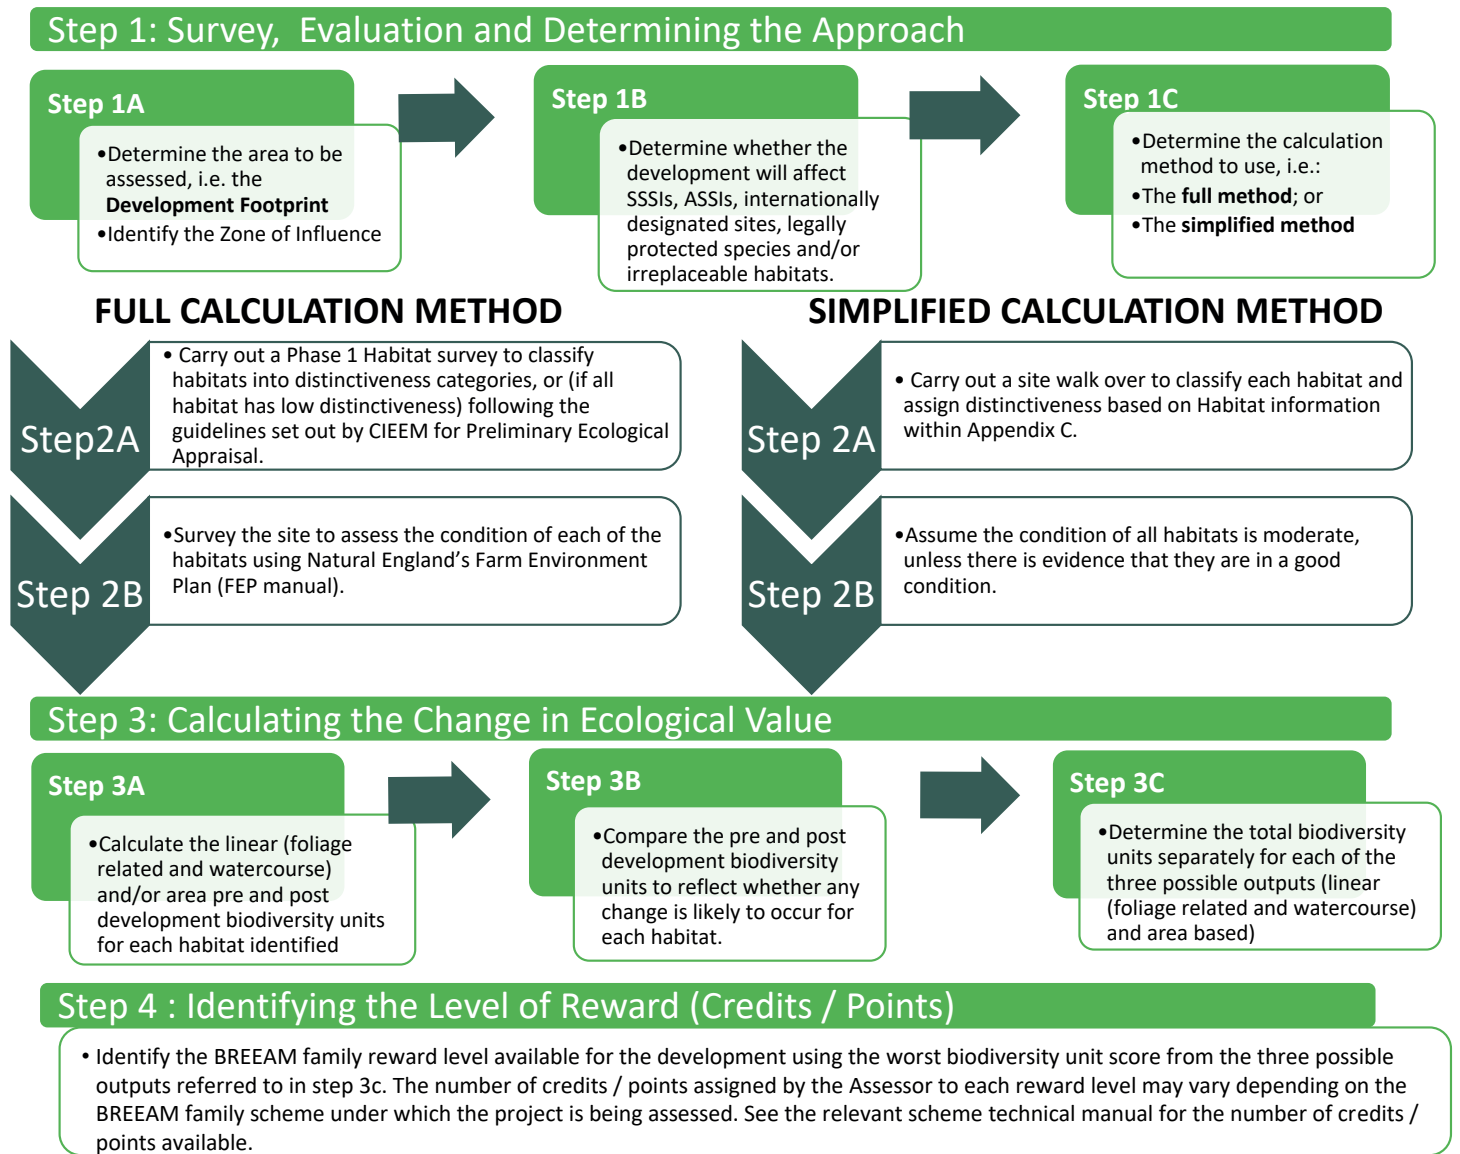 Step 1: Survey,  Evaluation and Determining the Approach
Step 1A
•Determine the area to be
assessed, i.e. the
Development Footprint
•Identify the Zone of Influence
Step 1B
•Determine whether the
development will affect
SSSIs, ASSIs, internationally
designated sites, legally
protected species and/or
irreplaceable habitats.
Step 1C
•Determine the calculation
method to use, i.e.:
•The full method; or
•The simplified method
FULL CALCULATION METHOD
Step2A
• Carry out a Phase 1 Habitat survey to classify
habitats into distinctiveness categories, or (if all
habitat has low distinctiveness) following the
guidelines set out by CIEEM for Preliminary Ecological
Appraisal.
Step 2B
•Survey the site to assess the condition of each of the
habitats using Natural England’s Farm Environment
Plan (FEP manual).
SIMPLIFIED CALCULATION METHOD
Step 2A
• Carry out a site walk over to classify each habitat and
assign distinctiveness based on Habitat information
within Appendix C.
Step 2B
•Assume the condition of all habitats is moderate,
unless there is evidence that they are in a good
condition.
Step 3: Calculating the Change in Ecological Value
Step 3A
•Calculate the linear (foliage
related and watercourse)
and/or area pre and post
development biodiversity units
for each habitat identified
Step 3B
•Compare the pre and post
development biodiversity
units to reflect whether any
change is likely to occur for
each habitat.
Step 3C
•Determine the total biodiversity
units separately for each of the
three possible outputs (linear
(foliage related and watercourse)
and area based)
Step 4 : Identifying the Level of Reward (Credits / Points)
• Identify the BREEAM family reward level available for the development using the worst biodiversity unit score from the three possible
outputs referred to in step 3c. The number of credits / points assigned by the Assessor to each reward level may vary depending on the
BREEAM family scheme under which the project is being assessed. See the relevant scheme technical manual for the number of credits /
points available.